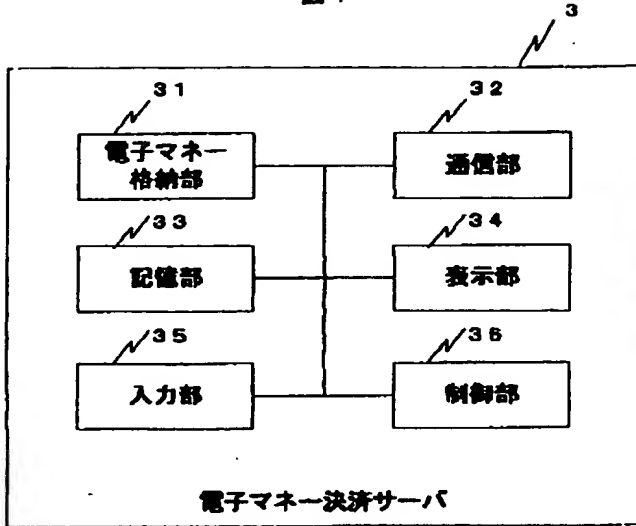 3
31
電子マネー
格納部
32
通信部
33
記憶部
34
表示部
35
入力部
36
制御部
電子マネー決済サーバ